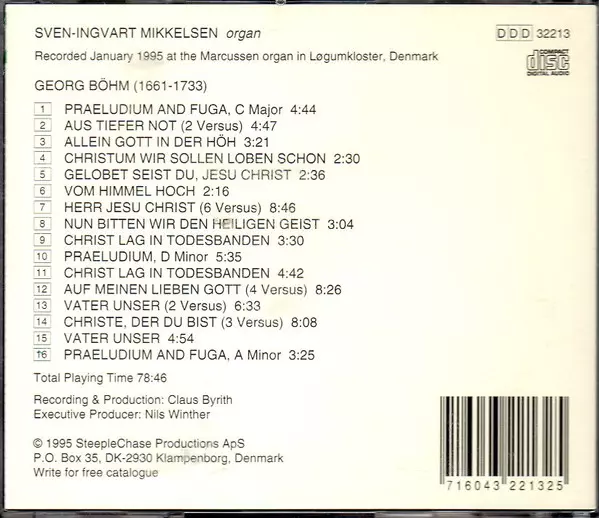 SVEN-INGVART MIKKELSEN organ
DDD 32213
Recorded January 1995 at the Marcussen organ in Løgumkloster, Denmark
COMPACT
disc
DIGITAL AUDIO
GEORG BÖHM (1661-1733)
1 PRAELUDIUM AND FUGA, C Major 4:44
2 AUS TIEFER NOT (2 Versus) 4:47
3 ALLEIN GOTT IN DER HÖH 3:21
4 CHRISTUM WIR SOLLEN LOBEN SCHON 2:30
5 GELOBET SEIST DU, JESU CHRIST 2:36
6 VOM HIMMEL HOCH 2:16
7 HERR JESU CHRIST (6 Versus) 8:46
8 NUN BITTEN WIR DEN HEILIGEN GEIST 3:04
9 CHRIST LAG IN TODESBANDEN 3:30
10 PRAELUDIUM, D Minor 5:35
11 CHRIST LAG IN TODESBANDEN 4:42
12 AUF MEINEN LIEBEN GOTT (4 Versus) 8:26
13 VATER UNSER (2 Versus) 6:33
14 CHRISTE, DER DU BIST (3 Versus) 8:08
15 VATER UNSER 4:54
16 PRAELUDIUM AND FUGA, A Minor 3:25
Total Playing Time 78:46
Recording & Production: Claus Byrith
Executive Producer: Nils Winther
© 1995 SteepleChase Productions ApS
P.O. Box 35, DK-2930 Klampenborg, Denmark
Write for free catalogue
716043 221325